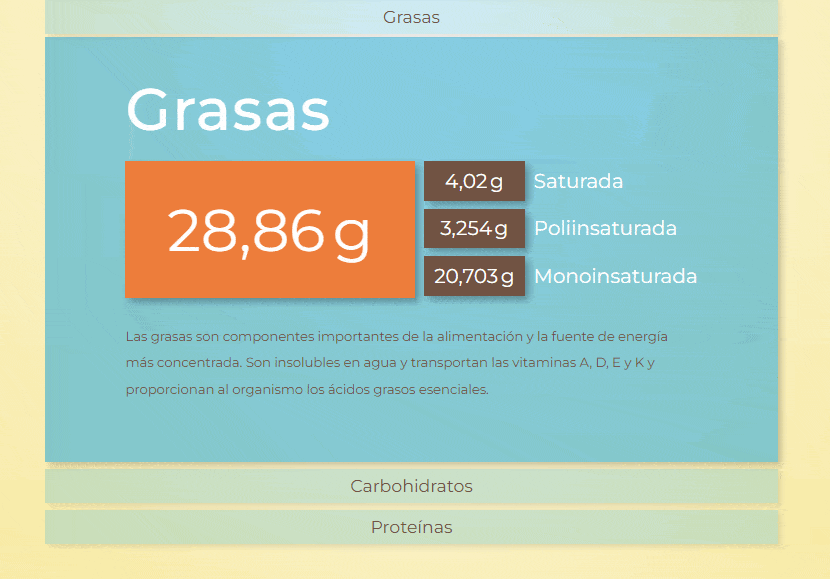 Grasas
Grasas
28,86 g
4,02 g Saturada
3,254 g Poliinsaturada
20,703 g Monoinsaturada
Las grasas son componentes importantes de la alimentación y la fuente de energía
más concentrada. Son insolubles en agua y transportan las vitaminas A, D, E y K y
proporcionan al organismo los ácidos grasos esenciales.
Carbohidratos
Proteínas